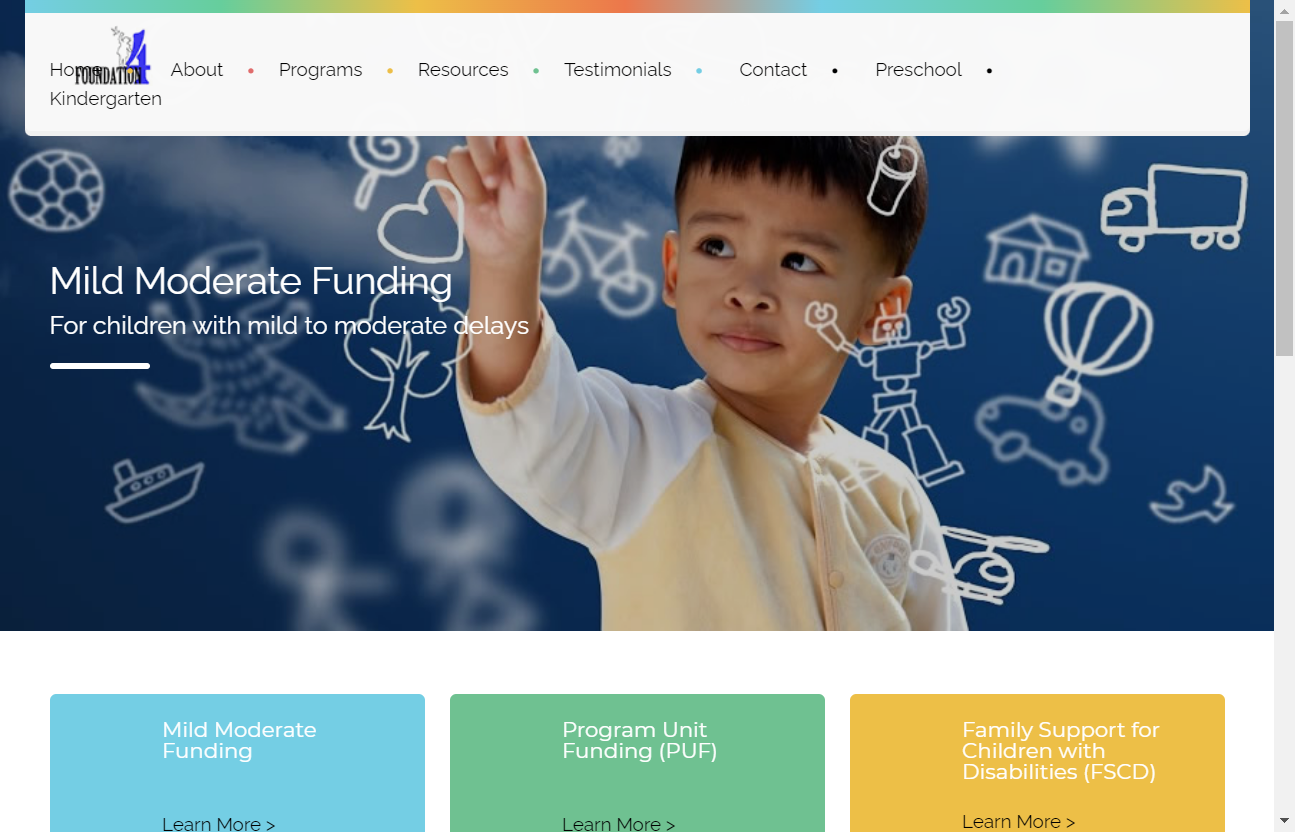 Home
FOUNDATION
4
About
Programs
Resources
Testimonials
Contact
Preschool
Kindergarten
Mild Moderate Funding
For children with mild to moderate delays
Mild Moderate
Funding
Learn More >
Program Unit
Funding (PUF)
Learn More >
Family Support for
Children with
Disabilities (FSCD)
Learn More >